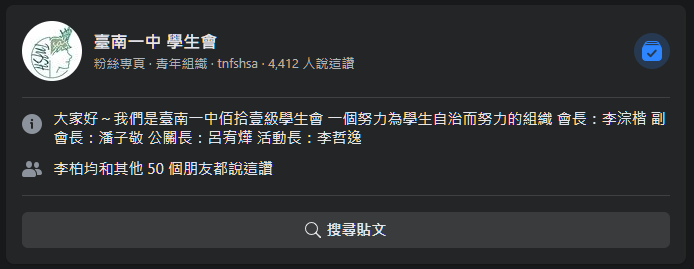 臺南一中 學生會
粉絲專頁 · 青年組織 · tnfshsa · 4,412 人說這讚
大家好～我們是臺南一中佰拾壹級學生會 一個努力為學生自治而努力的組織 會長：李淙楷 副
會長：潘子敬 公關長：呂宥燁 活動長：李哲逸
李柏均和其他 50 個朋友都說這讚
搜尋貼文